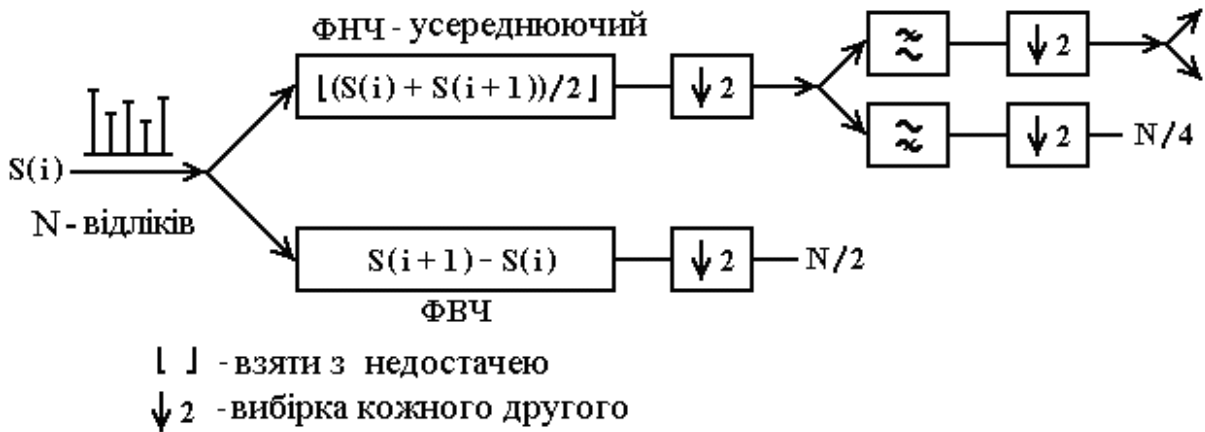 ФНЧ - усереднюючий
⌊(S(i) + S(i+1))/2⌋
↓ 2
≈
↓ 2
≈
↓ 2
N/4
S(i)
N - відліків
S(i+1) - S(i)
↓ 2
N/2
ФВЧ
⌊ ⌋ - взяти з недостачею
↓ 2 - вибірка кожного другого